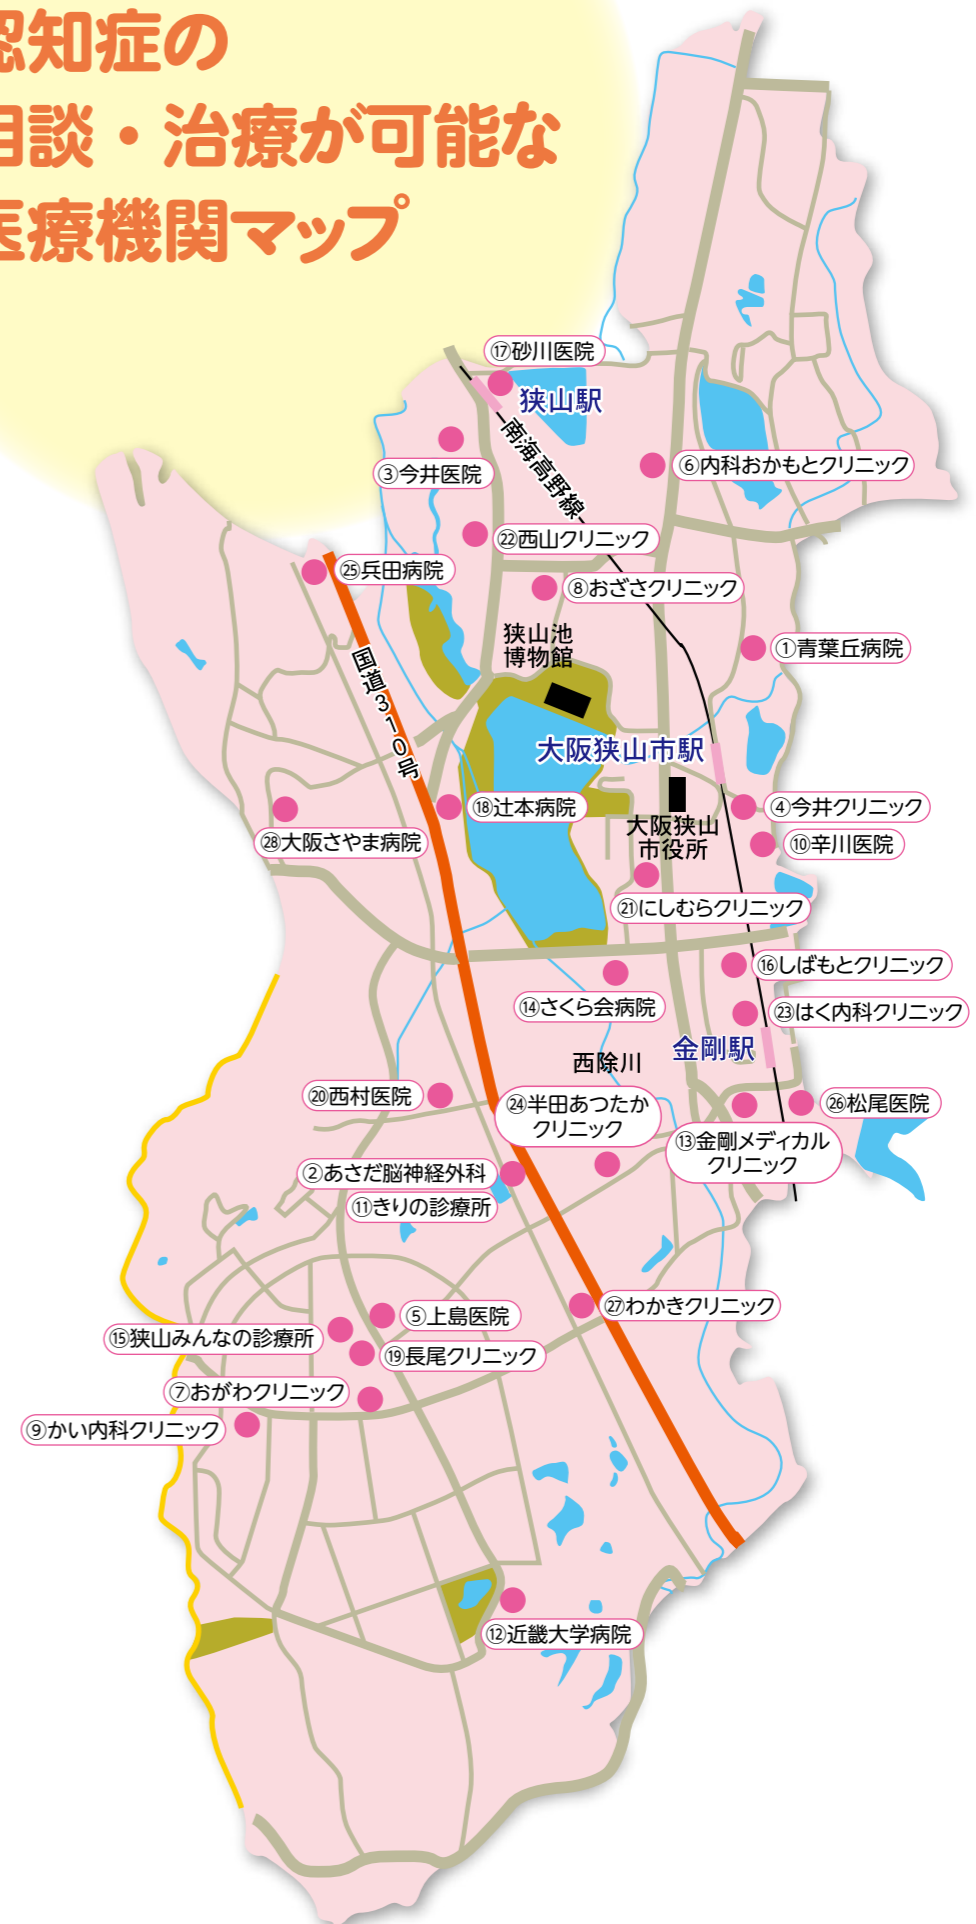 認知症の
相談・治療が可能な
医療機関マップ
⑰砂川医院
狭山駅
南海高野線
③今井医院
⑥内科おかもとクリニック
㉒西山クリニック
㉕兵田病院
⑧おざさクリニック
狭山池
博物館
①青葉丘病院
国道310号
大阪狭山市駅
⑱辻本病院
④今井クリニック
大阪狭山
市役所
㉘大阪さやま病院
⑩辛川医院
㉑にしむらクリニック
⑯しばもとクリニック
⑭さくら会病院
㉓はく内科クリニック
金剛駅
西除川
⑳西村医院
㉔半田あつたか
クリニック
㉖松尾医院
⑬金剛メディカル
クリニック
②あさだ脳神経外科
⑪きりの診療所
㉗わかきクリニック
⑤上島医院
⑮狭山みんなの診療所
⑲長尾クリニック
⑦おがわクリニック
⑨かい内科クリニック
⑫近畿大学病院